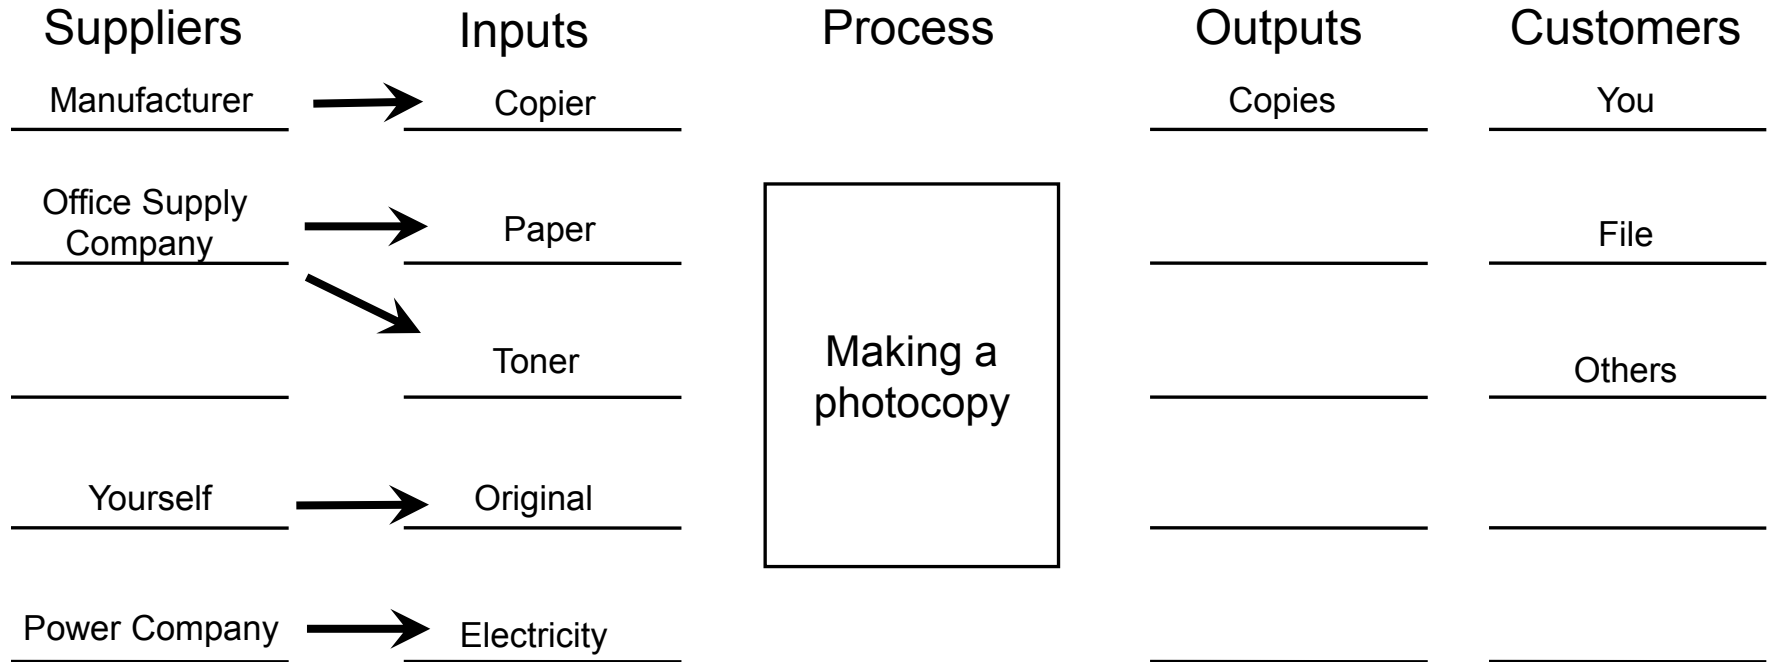 Suppliers
Inputs
Process
Outputs
Customers
Manufacturer
Copier
Copies
You
Office Supply
Company
Paper
File
Toner
Making a
photocopy
Others
Yourself
Original
Power Company
Electricity